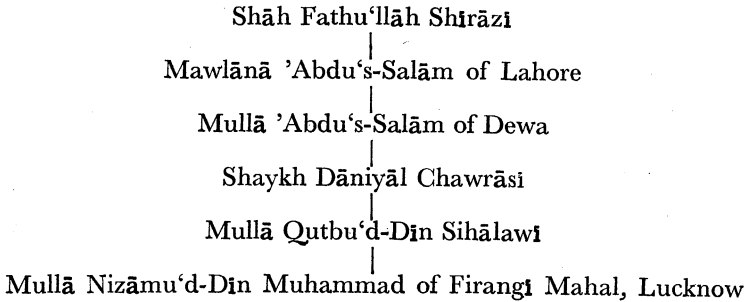 Shāh Fathu‘llāh Shirāzi
Mawlānā ’Abdu‘s-Salām of Lahore
Mullā ’Abdu‘s-Salām of Dewa
Shaykh Dāniyāl Chawrāsi
Mullā Qutbu‘d-Din Sihālawi
Mullā Nizāmu‘d-Din Muhammad of Firangi Mahal, Lucknow